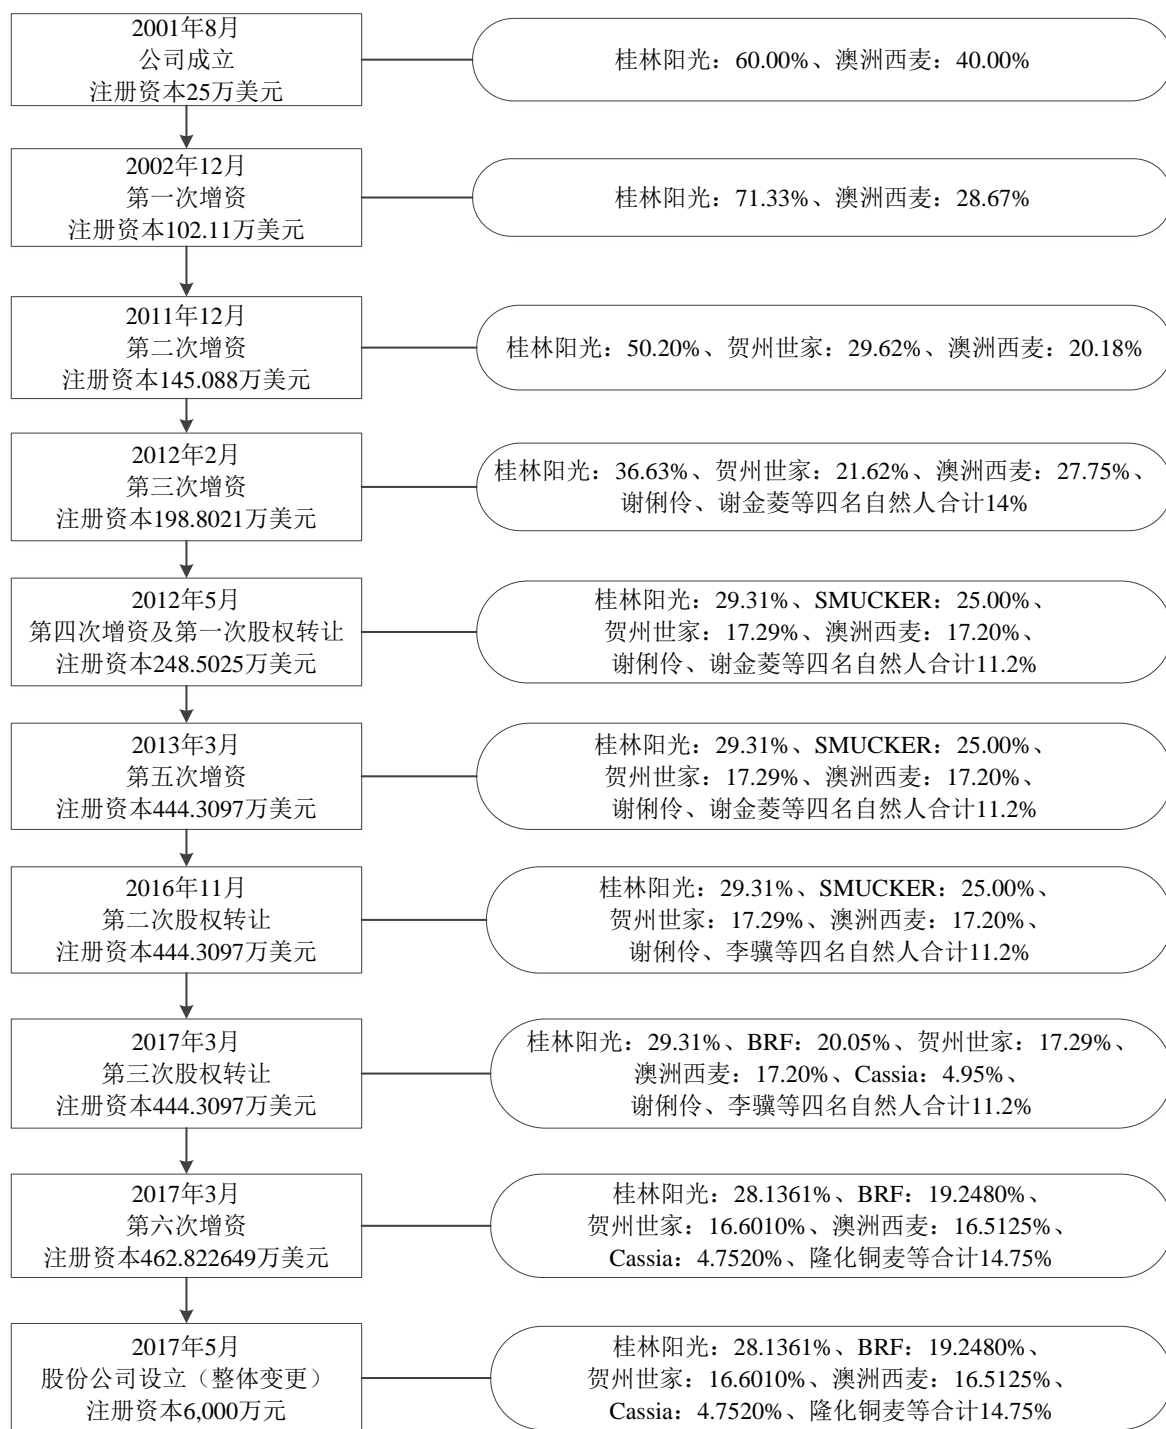 2001年8月
公司成立
注册资本25万美元
桂林阳光：60.00%、澳洲西麦：40.00%
2002年12月
第一次增资
注册资本102.11万美元
桂林阳光：71.33%、澳洲西麦：28.67%
2011年12月
第二次增资
注册资本145.088万美元
桂林阳光：50.20%、贺州世家：29.62%、澳洲西麦：20.18%
2012年2月
第三次增资
注册资本198.8021万美元
桂林阳光：36.63%、贺州世家：21.62%、澳洲西麦：27.75%、
谢俐伶、谢金菱等四名自然人合计14%
2012年5月
第四次增资及第一次股权转让
注册资本248.5025万美元
桂林阳光：29.31%、SMUCKER：25.00%、
贺州世家：17.29%、澳洲西麦：17.20%、
谢俐伶、谢金菱等四名自然人合计11.2%
2013年3月
第五次增资
注册资本444.3097万美元
桂林阳光：29.31%、SMUCKER：25.00%、
贺州世家：17.29%、澳洲西麦：17.20%、
谢俐伶、谢金菱等四名自然人合计11.2%
2016年11月
第二次股权转让
注册资本444.3097万美元
桂林阳光：29.31%、SMUCKER：25.00%、
贺州世家：17.29%、澳洲西麦：17.20%、
谢俐伶、李骥等四名自然人合计11.2%
2017年3月
第三次股权转让
注册资本444.3097万美元
桂林阳光：29.31%、BRF：20.05%、贺州世家：17.29%、
澳洲西麦：17.20%、Cassia：4.95%、
谢俐伶、李骥等四名自然人合计11.2%
2017年3月
第六次增资
注册资本462.822649万美元
桂林阳光：28.1361%、BRF：19.2480%、
贺州世家：16.6010%、澳洲西麦：16.5125%、
Cassia：4.7520%、隆化铜麦等合计14.75%
2017年5月
股份公司设立（整体变更）
注册资本6,000万元
桂林阳光：28.1361%、BRF：19.2480%、
贺州世家：16.6010%、澳洲西麦：16.5125%、
Cassia：4.7520%、隆化铜麦等合计14.75%